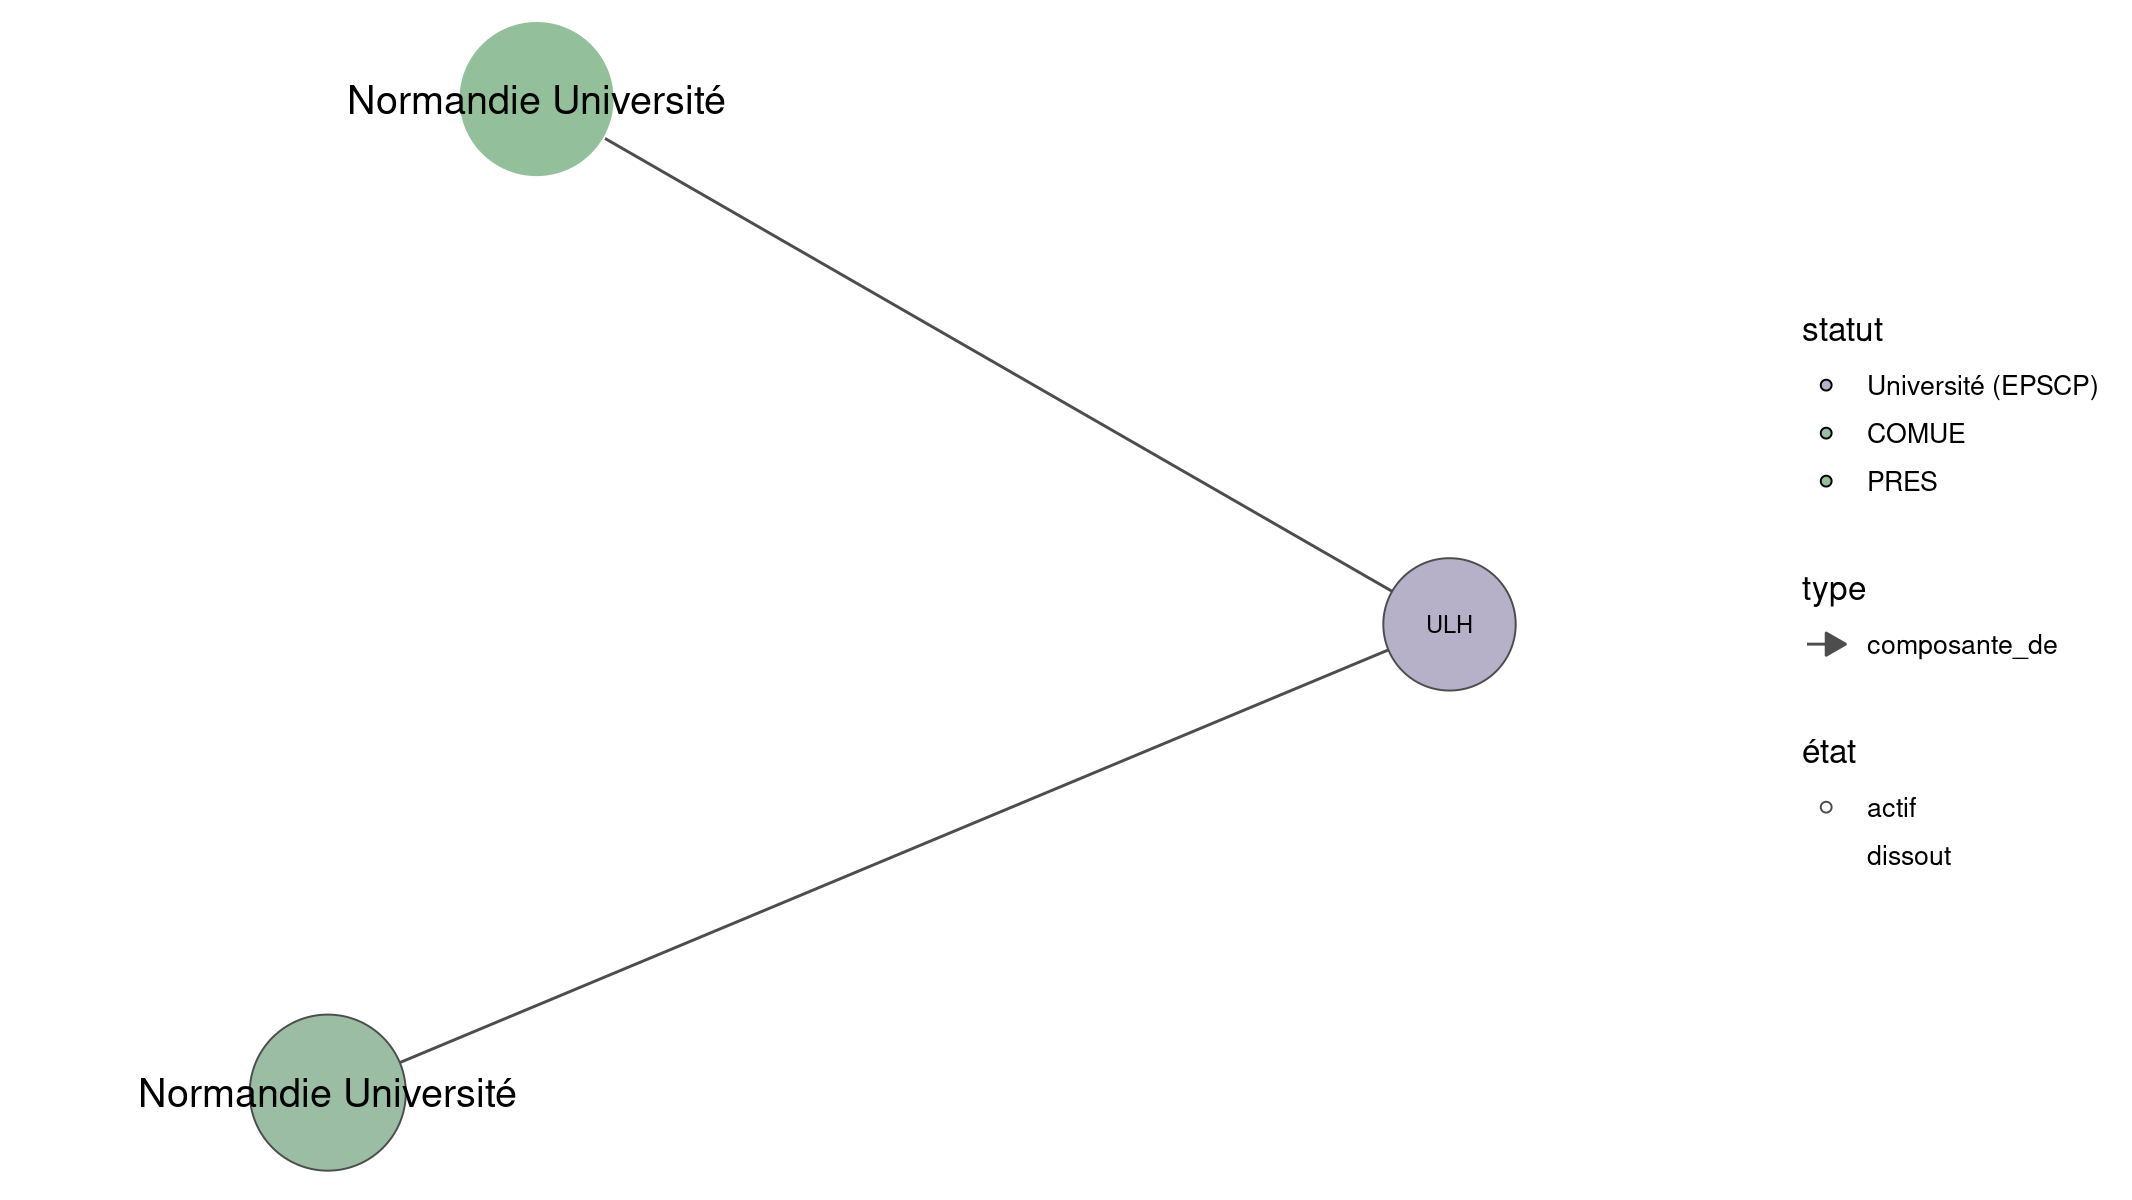 Normandie Université
ULH
Normandie Université
statut
Université (EPSCP)
COMUE
PRES
type
composante_de
état
actif
dissout